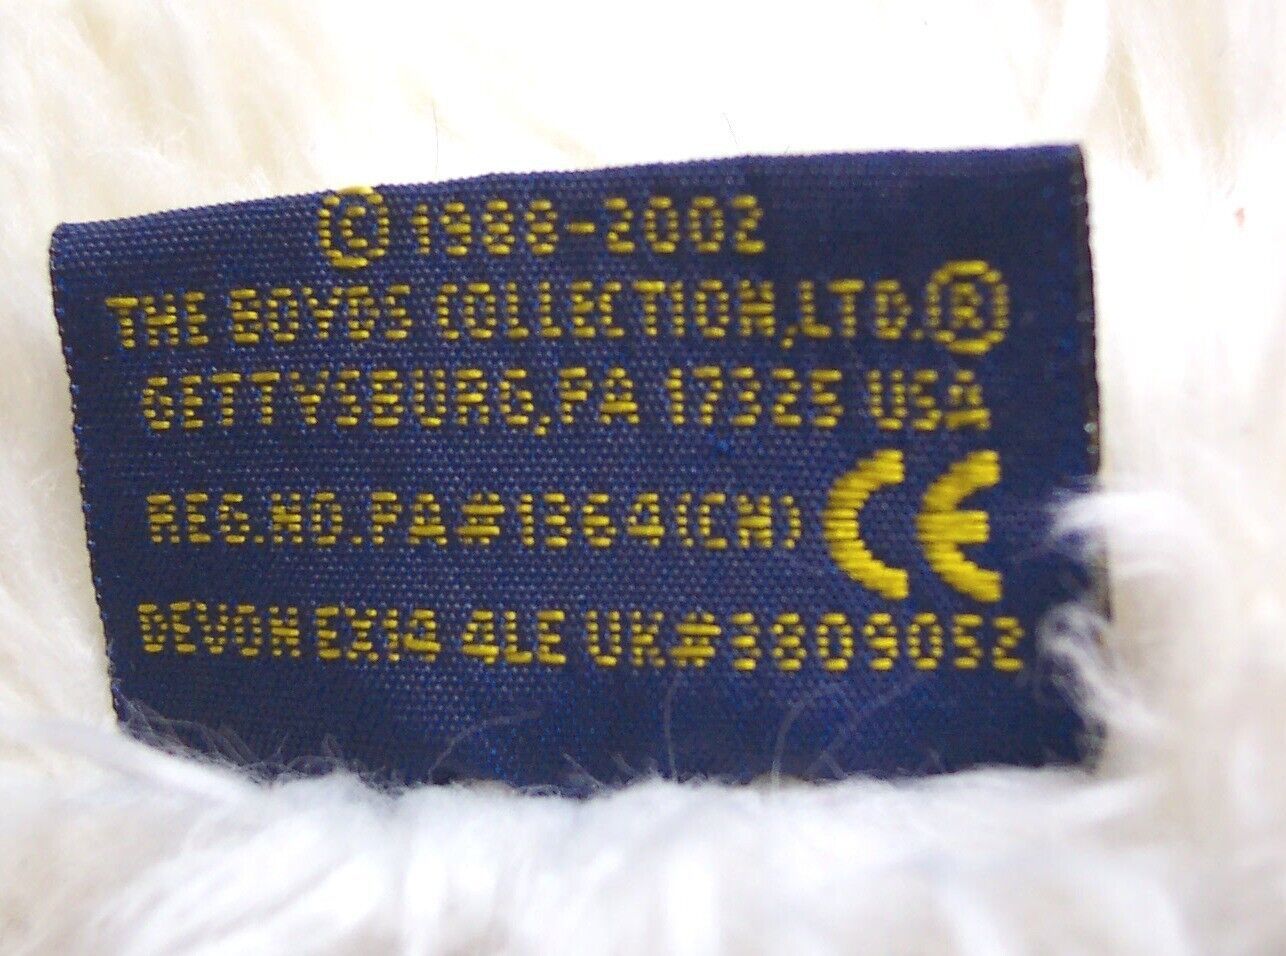 © 1988-2002
THE BOYDS COLLECTION, LTD.®
GETTYSBURG, PA 17325 USA
REG.NO.PA#1364(CN) CE
DEVON EX14 4LE UK#3809052